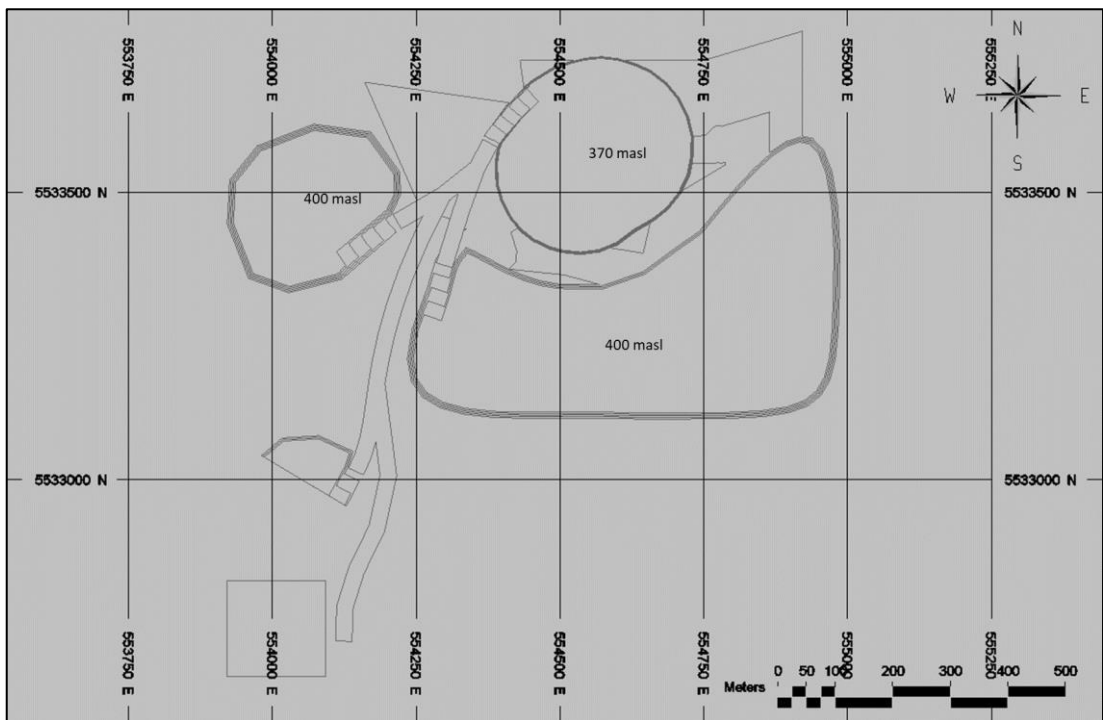 553750 E
554000 E
554250 E
554500 E
554750 E
555000 E
555250 E
N
W
E
S
370 masl
400 masl
5533500 N
5533500 N
400 masl
5533000 N
5533000 N
553750 E
554000 E
554250 E
554500 E
554750 E
555000 E
555250 E
0 50 100 200 300 400 500
Meters